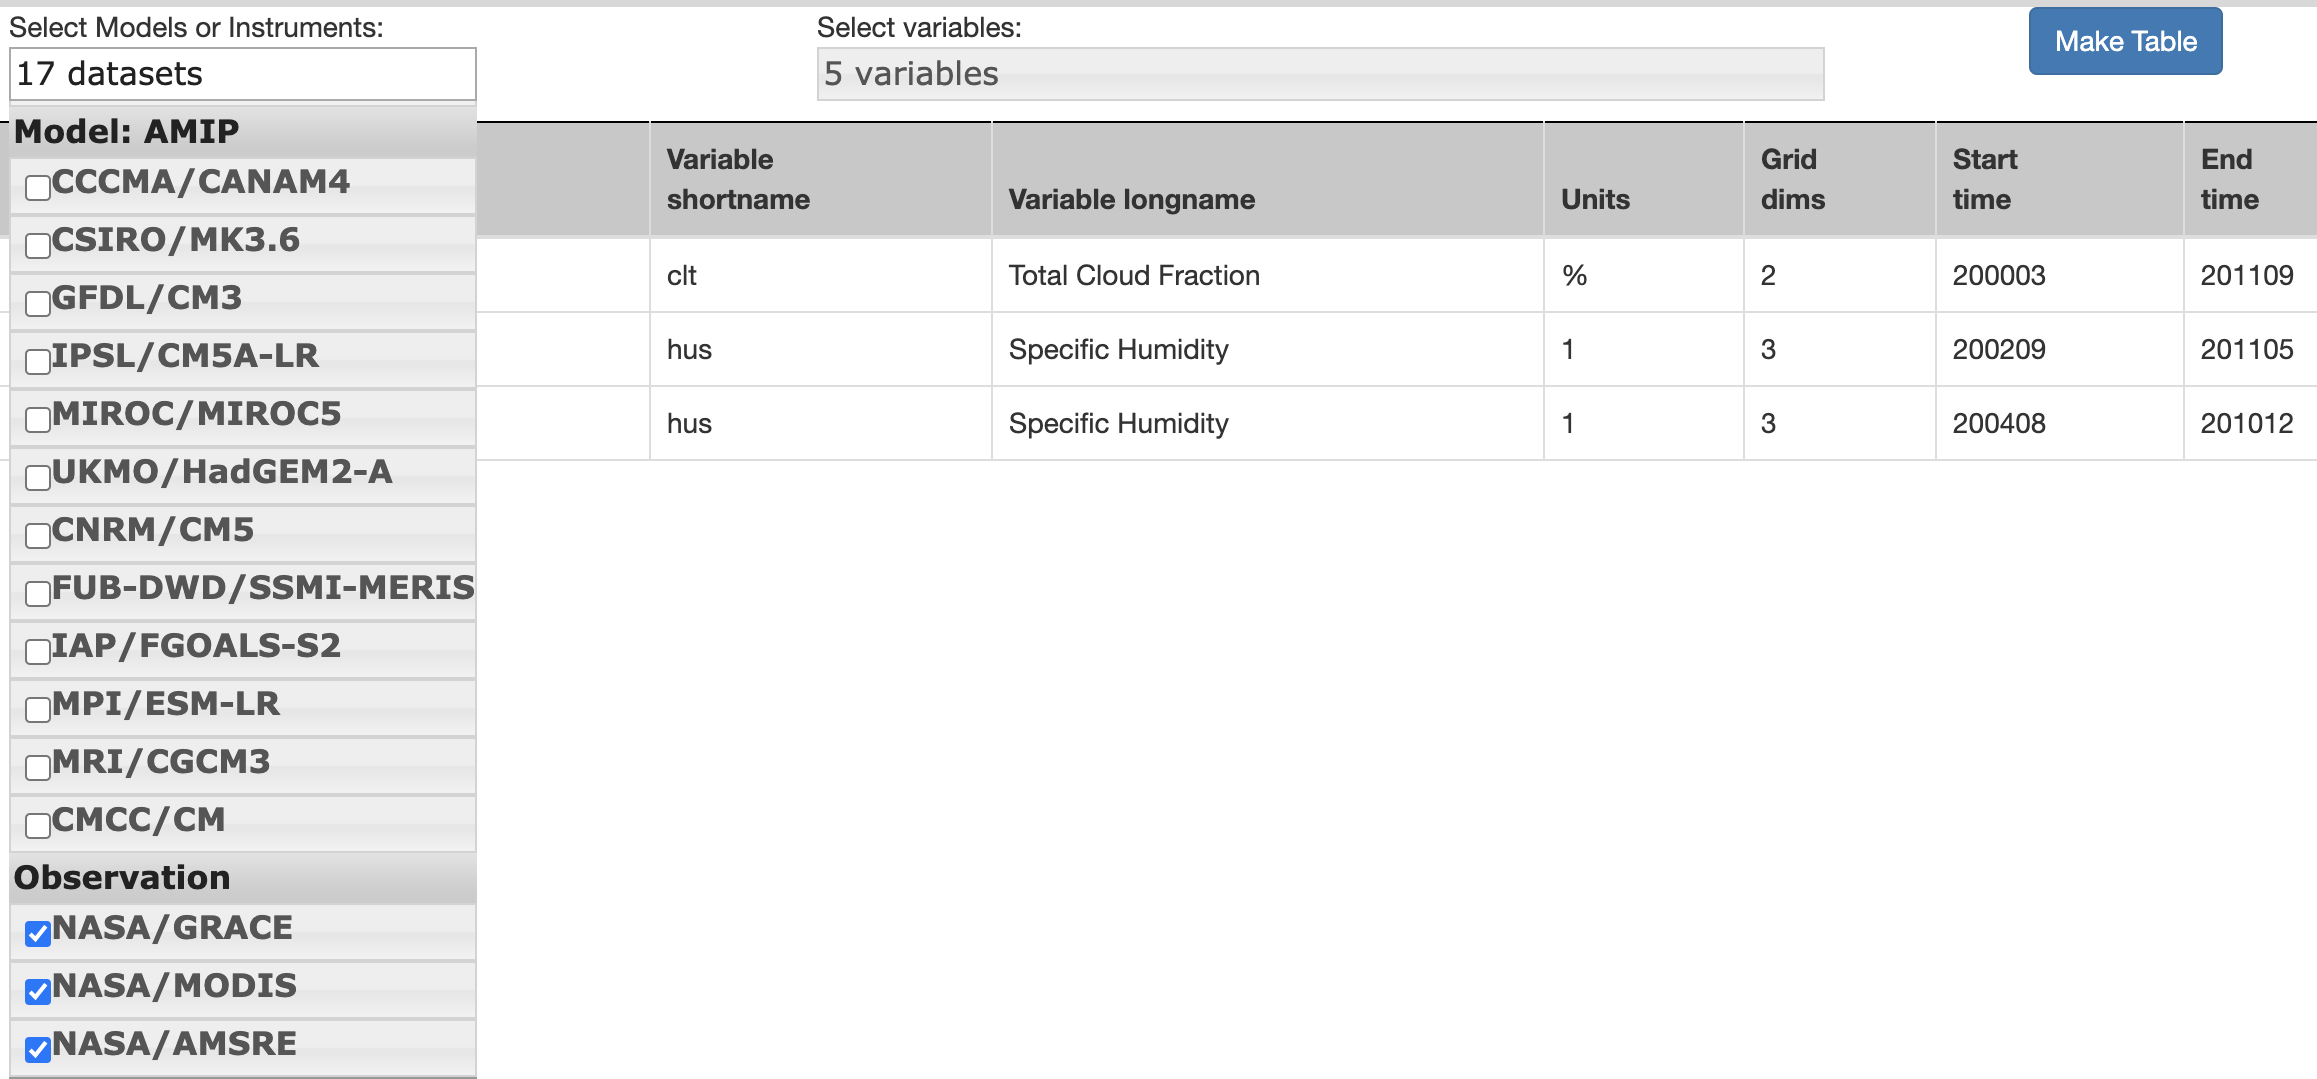 Select Models or Instruments:
Select variables:
Make Table
17 datasets
5 variables
Model: AMIP
CCCMA/CANAM4
CSIRO/MK3.6
GFDL/CM3
IPSL/CM5A-LR
MIROC/MIROC5
UKMO/HadGEM2-A
CNRM/CM5
FUB-DWD/SSMI-MERIS
IAP/FGOALS-S2
MPI/ESM-LR
MRI/CGCM3
CMCC/CM
Observation
NASA/GRACE
NASA/MODIS
NASA/AMSRE
Variable shortname Variable longname Units Grid dims Start time End time
clt Total Cloud Fraction % 2 200003 201109
hus Specific Humidity 1 3 200209 201105
hus Specific Humidity 1 3 200408 201012